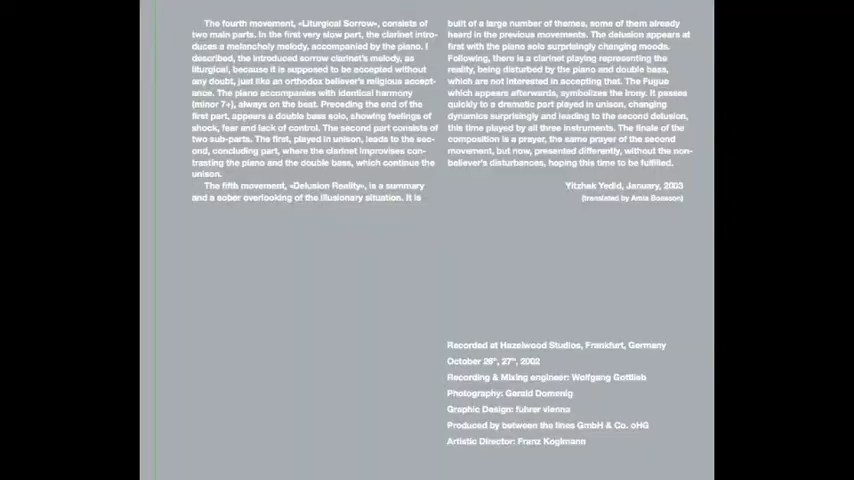 The fourth movement, «Liturgical Sorrow», consists of
two main parts. In the first very slow part, the clarinet intro-
duces a melancholy melody, accompanied by the piano. I
described, the introduced sorrow clarinet's melody, as
liturgical, because it is supposed to be accepted without
any doubt, just like an orthodox believer's religious accept-
ance. The piano accompanies with identical harmony
(minor 7+), always on the beat. Preceding the end of the
first part, appears a double bass solo, showing feelings of
shock, fear and lack of control. The second part consists of
two sub-parts. The first, played in unison, leads to the sec-
ond, concluding part, where the clarinet improvises con-
trasting the piano and the double bass, which continue the
unison.
The fifth movement, «Delusion Reality», is a summary
and a sober overlooking of the illusionary situation. It is
built of a large number of themes, some of them already
heard in the previous movements. The delusion appears at
first with the piano solo surprisingly changing moods.
Following, there is a clarinet playing representing the
reality, being disturbed by the piano and double bass,
which are not interested in accepting that. The Fugue
which appears afterwards, symbolizes the irony. It passes
quickly to a dramatic part played in unison, changing
dynamics surprisingly and leading to the second delusion,
this time played by all three instruments. The finale of the
composition is a prayer, the same prayer of the second
movement, but now, presented differently, without the non-
believer's disturbances, hoping this time to be fulfilled.
Yitzhak Yedid, January, 2003
(translated by Amia Boasson)
Recorded at Hazelwood Studios, Frankfurt, Germany
October 26th, 27th, 2002
Recording & Mixing engineer: Wolfgang Gottlieb
Photography: Gerald Domenig
Graphic Design: führer vienna
Produced by between the lines GmbH & Co. oHG
Artistic Director: Franz Koglmann